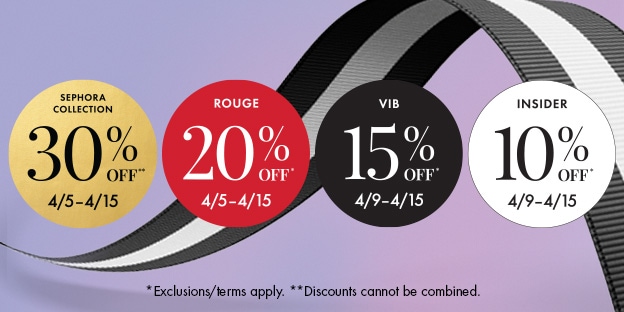 SEPHORA
COLLECTION
30%
OFF**
4/5–4/15
ROUGE
20%
OFF*
4/5–4/15
VIB
15%
OFF*
4/9–4/15
INSIDER
10%
OFF*
4/9–4/15
*Exclusions/terms apply. **Discounts cannot be combined.